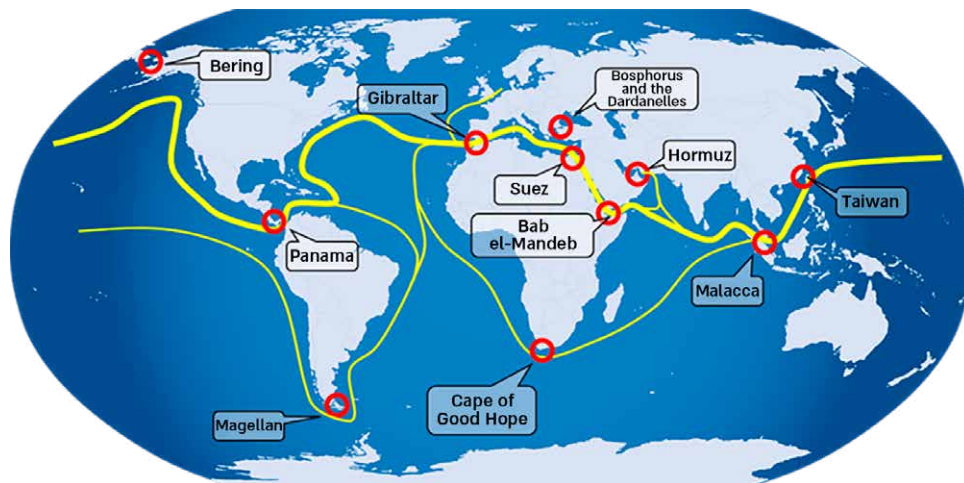 Bering
Gibraltar
Bosphorus
and the
Dardanelles
Hormuz
Suez
Taiwan
Bab
el-Mandeb
Panama
Malacca
Cape of
Good Hope
Magellan